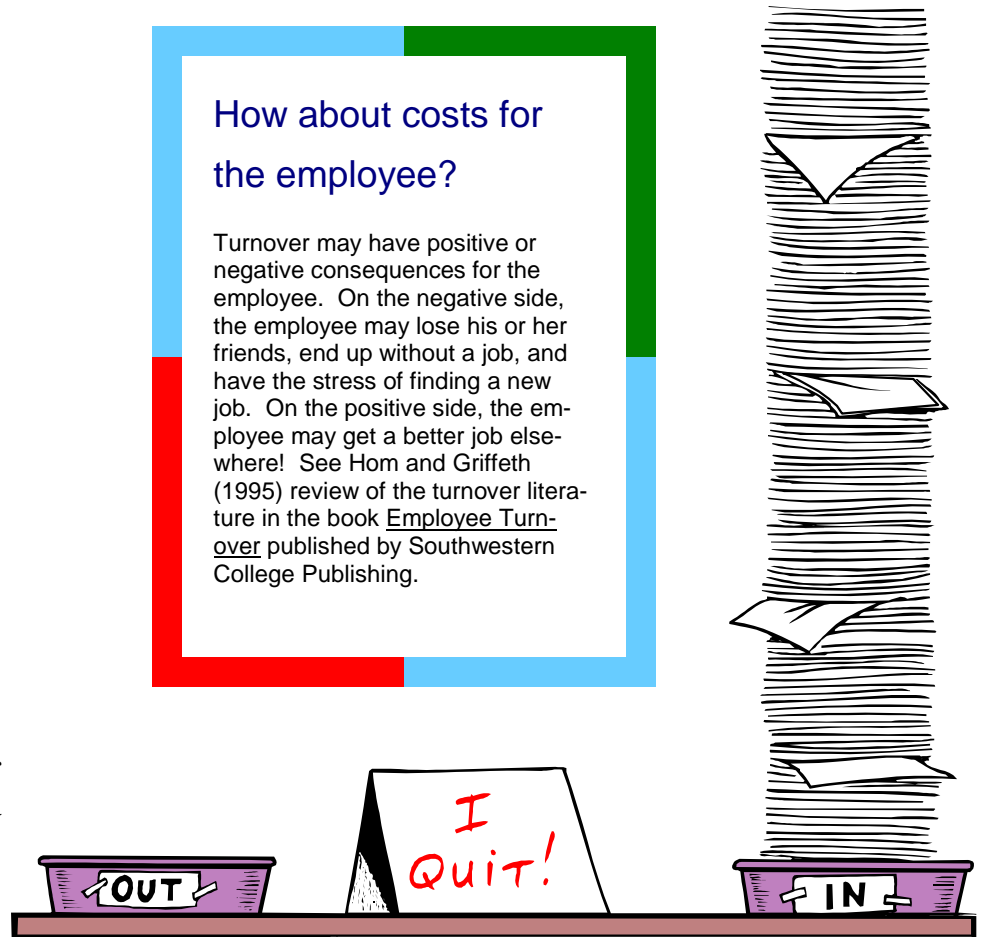 How about costs for
the employee?
Turnover may have positive or
negative consequences for the
employee.  On the negative side,
the employee may lose his or her
friends, end up without a job, and
have the stress of finding a new
job.  On the positive side, the em-
ployee may get a better job else-
where!  See Hom and Griffeth
(1995) review of the turnover litera-
ture in the book Employee Turn-
over published by Southwestern
College Publishing.
I
QUiT!
OUT
IN